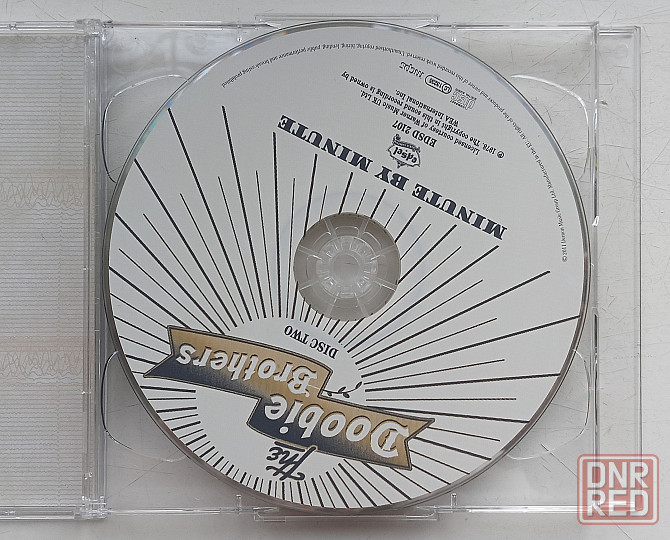 The
Doobie
Brothers
DISC TWO
MINUTE BY MINUTE
edsel
EDSD 2107
Licensed courtesy of Warner Music UK Ltd.
℗ 1978. The copyright in this sound recording is owned by
WEA International Inc.
DNR
RED